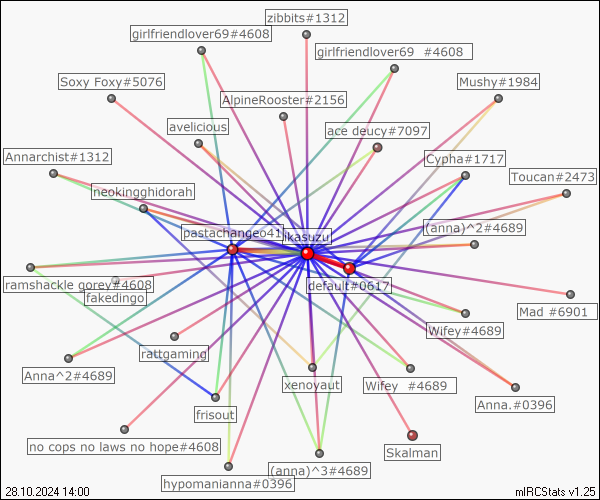 zibbits#1312
girlfriendlover69#4608
girlfriendlover69  #4608
Soxy Foxy#5076
Mushy#1984
AlpineRooster#2156
avelicious
ace deucy#7097
Annarchist#1312
Cypha#1717
Toucan#2473
neokingghidorah
(anna)^2#4689
pastachangeo41
jkasuzu
ramshackle gorey#4608
default#0617
fakedingo
Mad #6901
Wifey#4689
rattgaming
Anna^2#4689
xenoyaut
Wifey  #4689
Anna.#0396
frisout
no cops no laws no hope#4608
Skalman
(anna)^3#4689
hypomanianna#0396
28.10.2024 14:00
mIRCStats v1.25